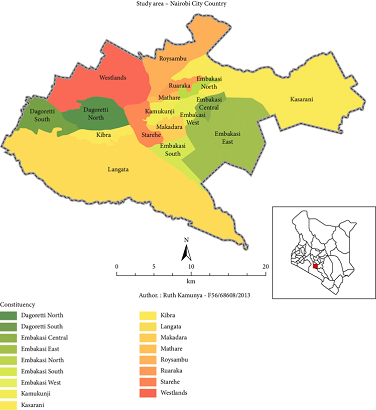 Study area – Nairobi City Country
Roysambu
Westlands
Embakasi
North
Ruaraka
Kasarani
Mathare
Embakasi
Central
Dagoretti
South
Dagoretti
North
Kamukunji
Embakasi
West
Makadara
Kibra
Starehe
Embakasi
East
Embakasi
South
Langata
N
0 5 10 20
km
Author: : Ruth Kamunya - F56/68608/2013
Constituency
Dagoretti North
Dagoretti South
Embakasi Central
Embakasi East
Embakasi North
Embakasi South
Embakasi West
Kamukunji
Kasarani
Kibra
Langata
Makadara
Mathare
Roysambu
Ruaraka
Starehe
Westlands